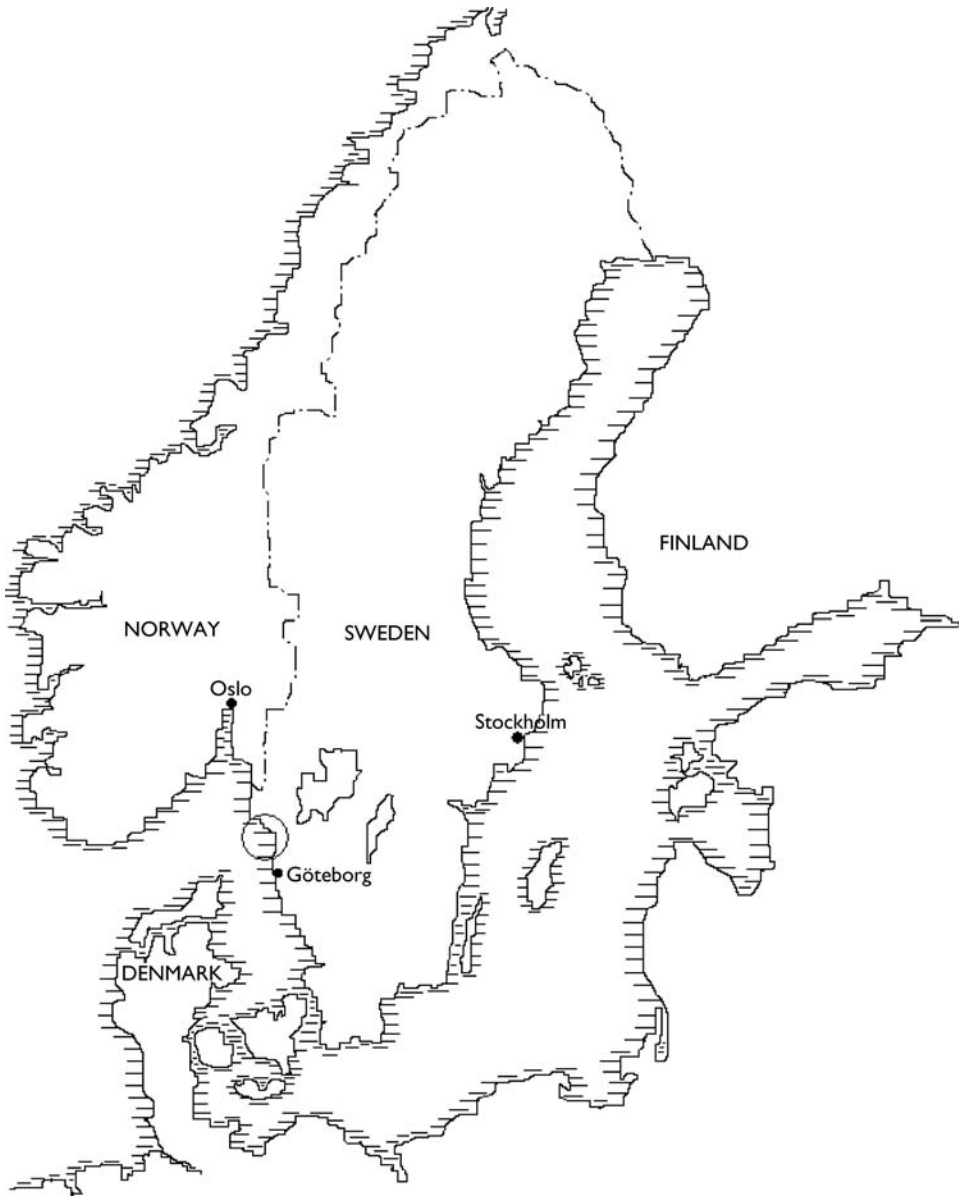 FINLAND
NORWAY
SWEDEN
Oslo
Stockholm
Göteborg
DENMARK